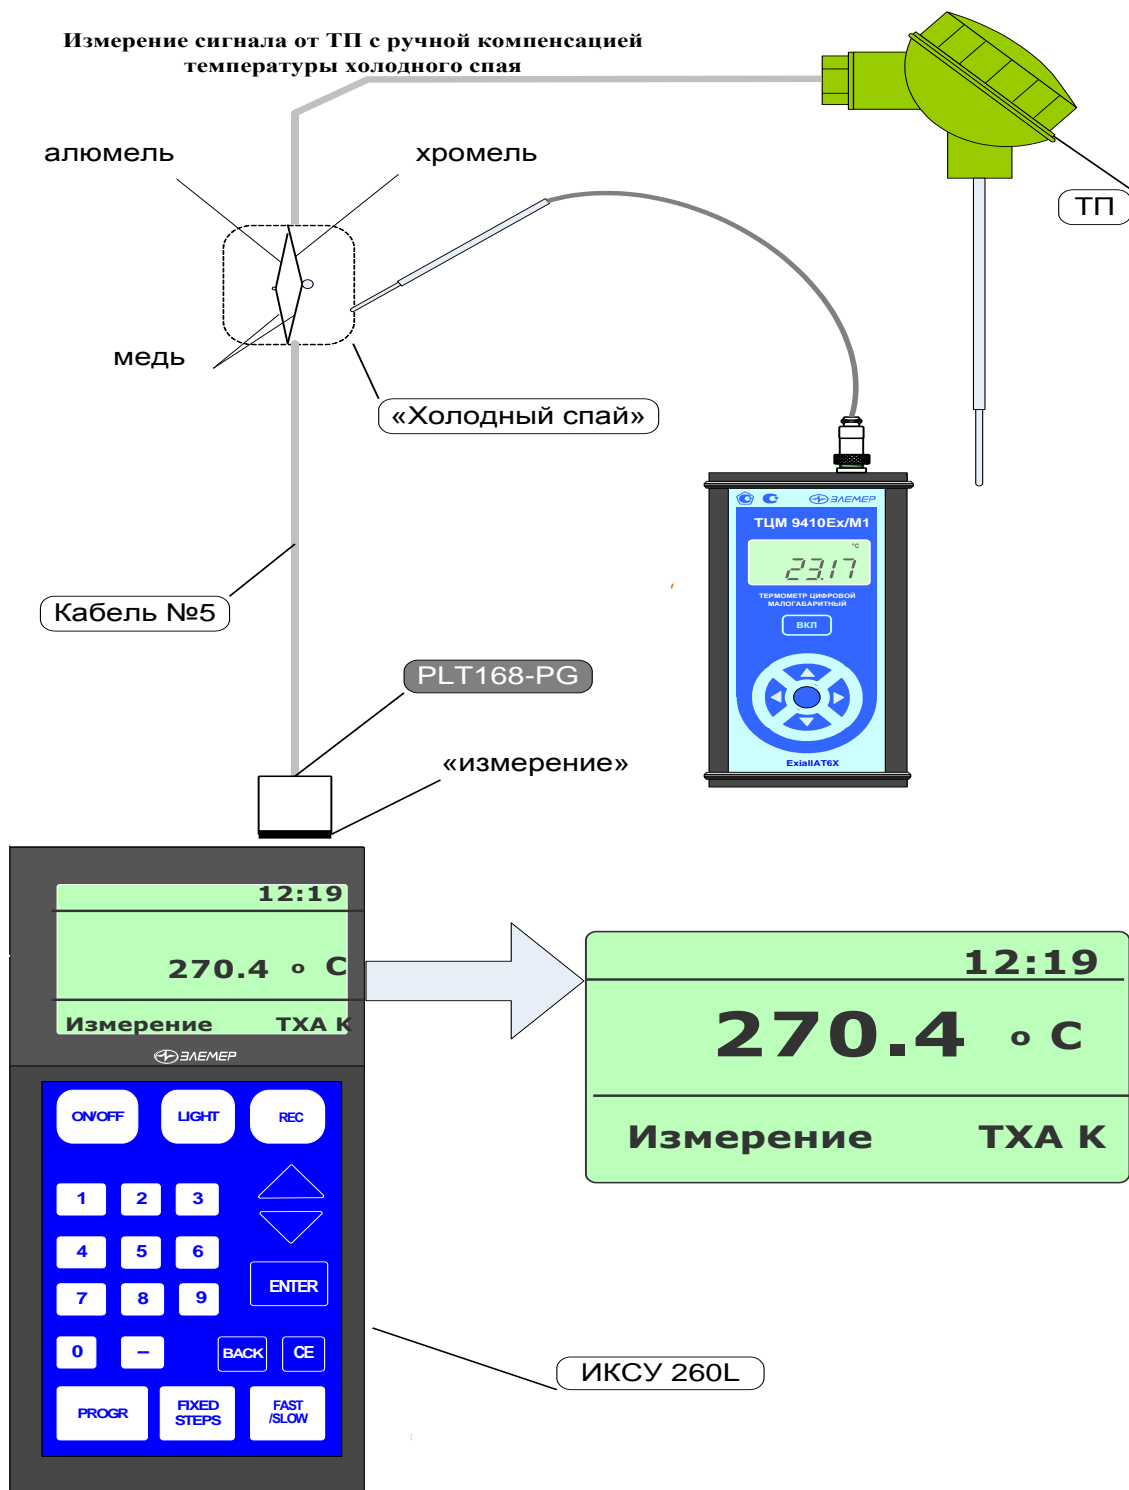 Измерение сигнала от ТП с ручной компенсацией
температуры холодного спая
алюмель
хромель
ТП
медь
«Холодный спай»
ЭЛЕМЕР
ТЦМ 9410Ex/M1
°C
23.17
ТЕРМОМЕТР ЦИФРОВОЙ
МАЛОГАБАРИТНЫЙ
ВКЛ
ExiaIIAT6X
Кабель №5
PLT168-PG
«измерение»
12:19
270.4 о С
Измерение ТХА К
ЭЛЕМЕР
12:19
270.4 о С
Измерение ТХА К
ON/OFF LIGHT REC
1 2 3
4 5 6
ENTER
7 8 9
0 – BACK CE
PROGR
FIXED
STEPS
FAST
/SLOW
ИКСУ 260L